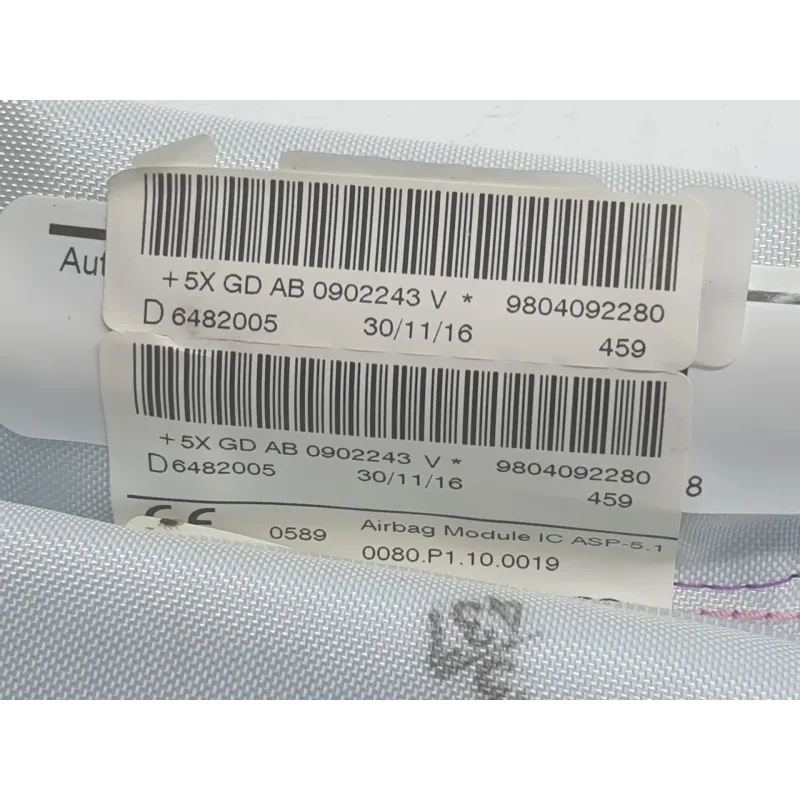 Aut
+ 5X GD AB 0902243 V * 9804092280
D 6482005 30/11/16 459
+ 5X GD AB 0902243 V * 9804092280
D 6482005 30/11/16 459
8
CE 0589 Airbag Module IC ASP-5.1
0080.P1.10.0019